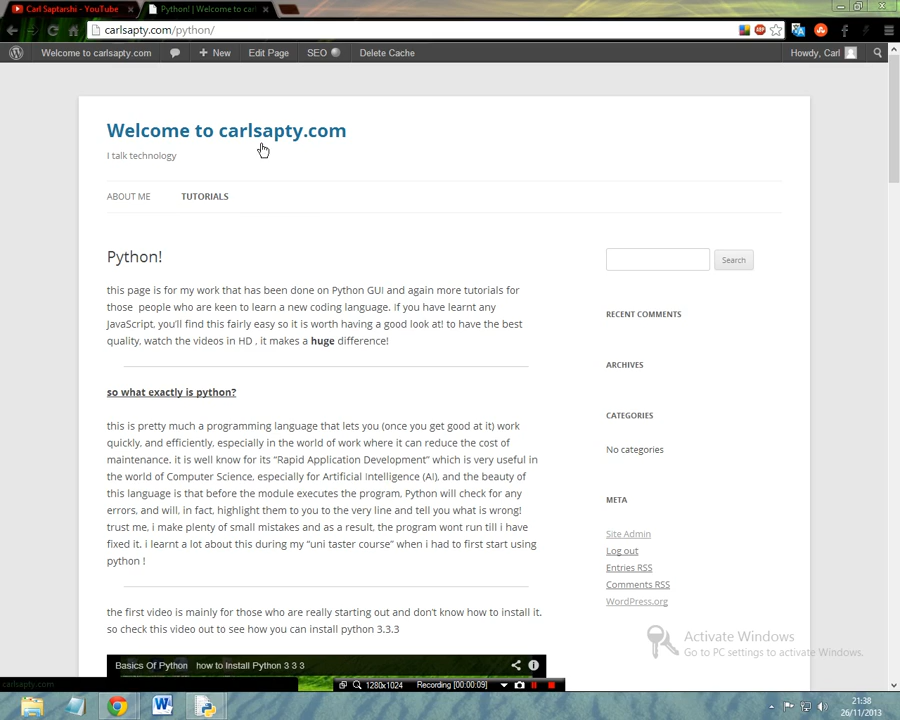 Carl Saptarshi - YouTube
Python! | Welcome to carl
carlsapty.com/python/
Welcome to carlsapty.com
New
Edit Page
SEO
Delete Cache
Howdy, Carl
Welcome to carlsapty.com
I talk technology
ABOUT ME
TUTORIALS
Python!
this page is for my work that has been done on Python GUI and again more tutorials for
those people who are keen to learn a new coding language. If you have learnt any
JavaScript, you'll find this fairly easy so it is worth having a good look at! to have the best
quality, watch the videos in HD , it makes a huge difference!
so what exactly is python?
this is pretty much a programming language that lets you (once you get good at it) work
quickly, and efficiently, especially in the world of work where it can reduce the cost of
maintenance. it is well know for its “Rapid Application Development” which is very useful in
the world of Computer Science, especially for Artificial Intelligence (AI), and the beauty of
this language is that before the module executes the program, Python will check for any
errors, and will, in fact, highlight them to you to the very line and tell you what is wrong!
trust me, i make plenty of small mistakes and as a result, the program wont run till i have
fixed it. i learnt a lot about this during my “uni taster course” when i had to first start using
python !
the first video is mainly for those who are really starting out and don't know how to install it.
so check this video out to see how you can install python 3.3.3
Basics Of Python how to Install Python 3 3 3
Search
RECENT COMMENTS
ARCHIVES
CATEGORIES
No categories
META
Site Admin
Log out
Entries RSS
Comments RSS
WordPress.org
Activate Windows
Go to PC settings to activate Windows.
carlsapty.com
1280x1024
Recording [00:00:09]
21:38
26/11/2013